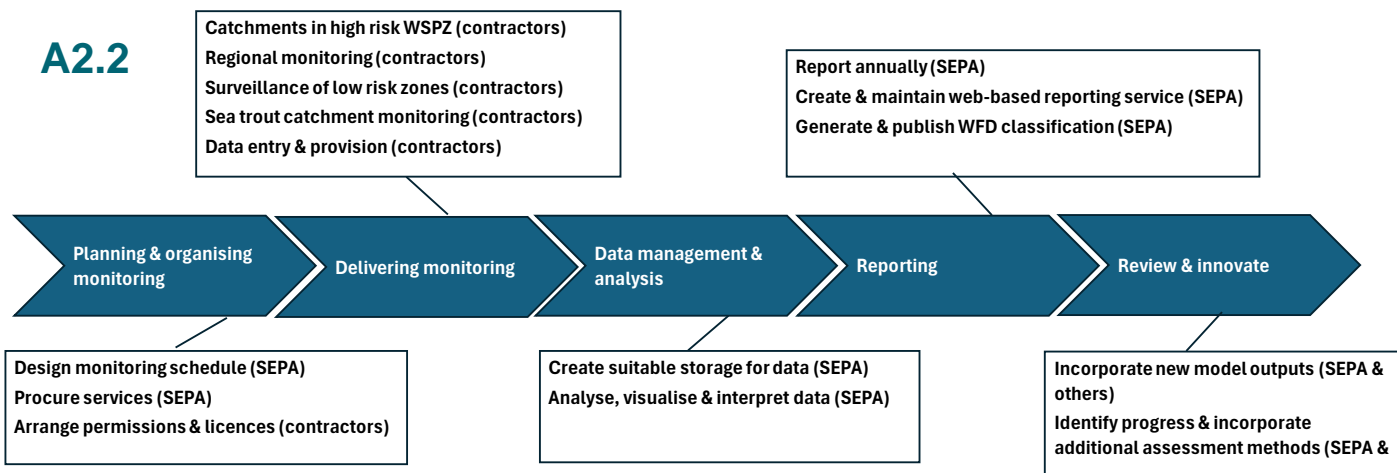 A2.2
Catchments in high risk WSPZ (contractors)
Regional monitoring (contractors)
Surveillance of low risk zones (contractors)
Sea trout catchment monitoring (contractors)
Data entry & provision (contractors)
Report annually (SEPA)
Create & maintain web-based reporting service (SEPA)
Generate & publish WFD classification (SEPA)
Planning & organising
monitoring
Delivering monitoring
Data management &
analysis
Reporting
Review & innovate
Design monitoring schedule (SEPA)
Procure services (SEPA)
Arrange permissions & licences (contractors)
Create suitable storage for data (SEPA)
Analyse, visualise & interpret data (SEPA)
Incorporate new model outputs (SEPA &
others)
Identify progress & incorporate
additional assessment methods (SEPA &